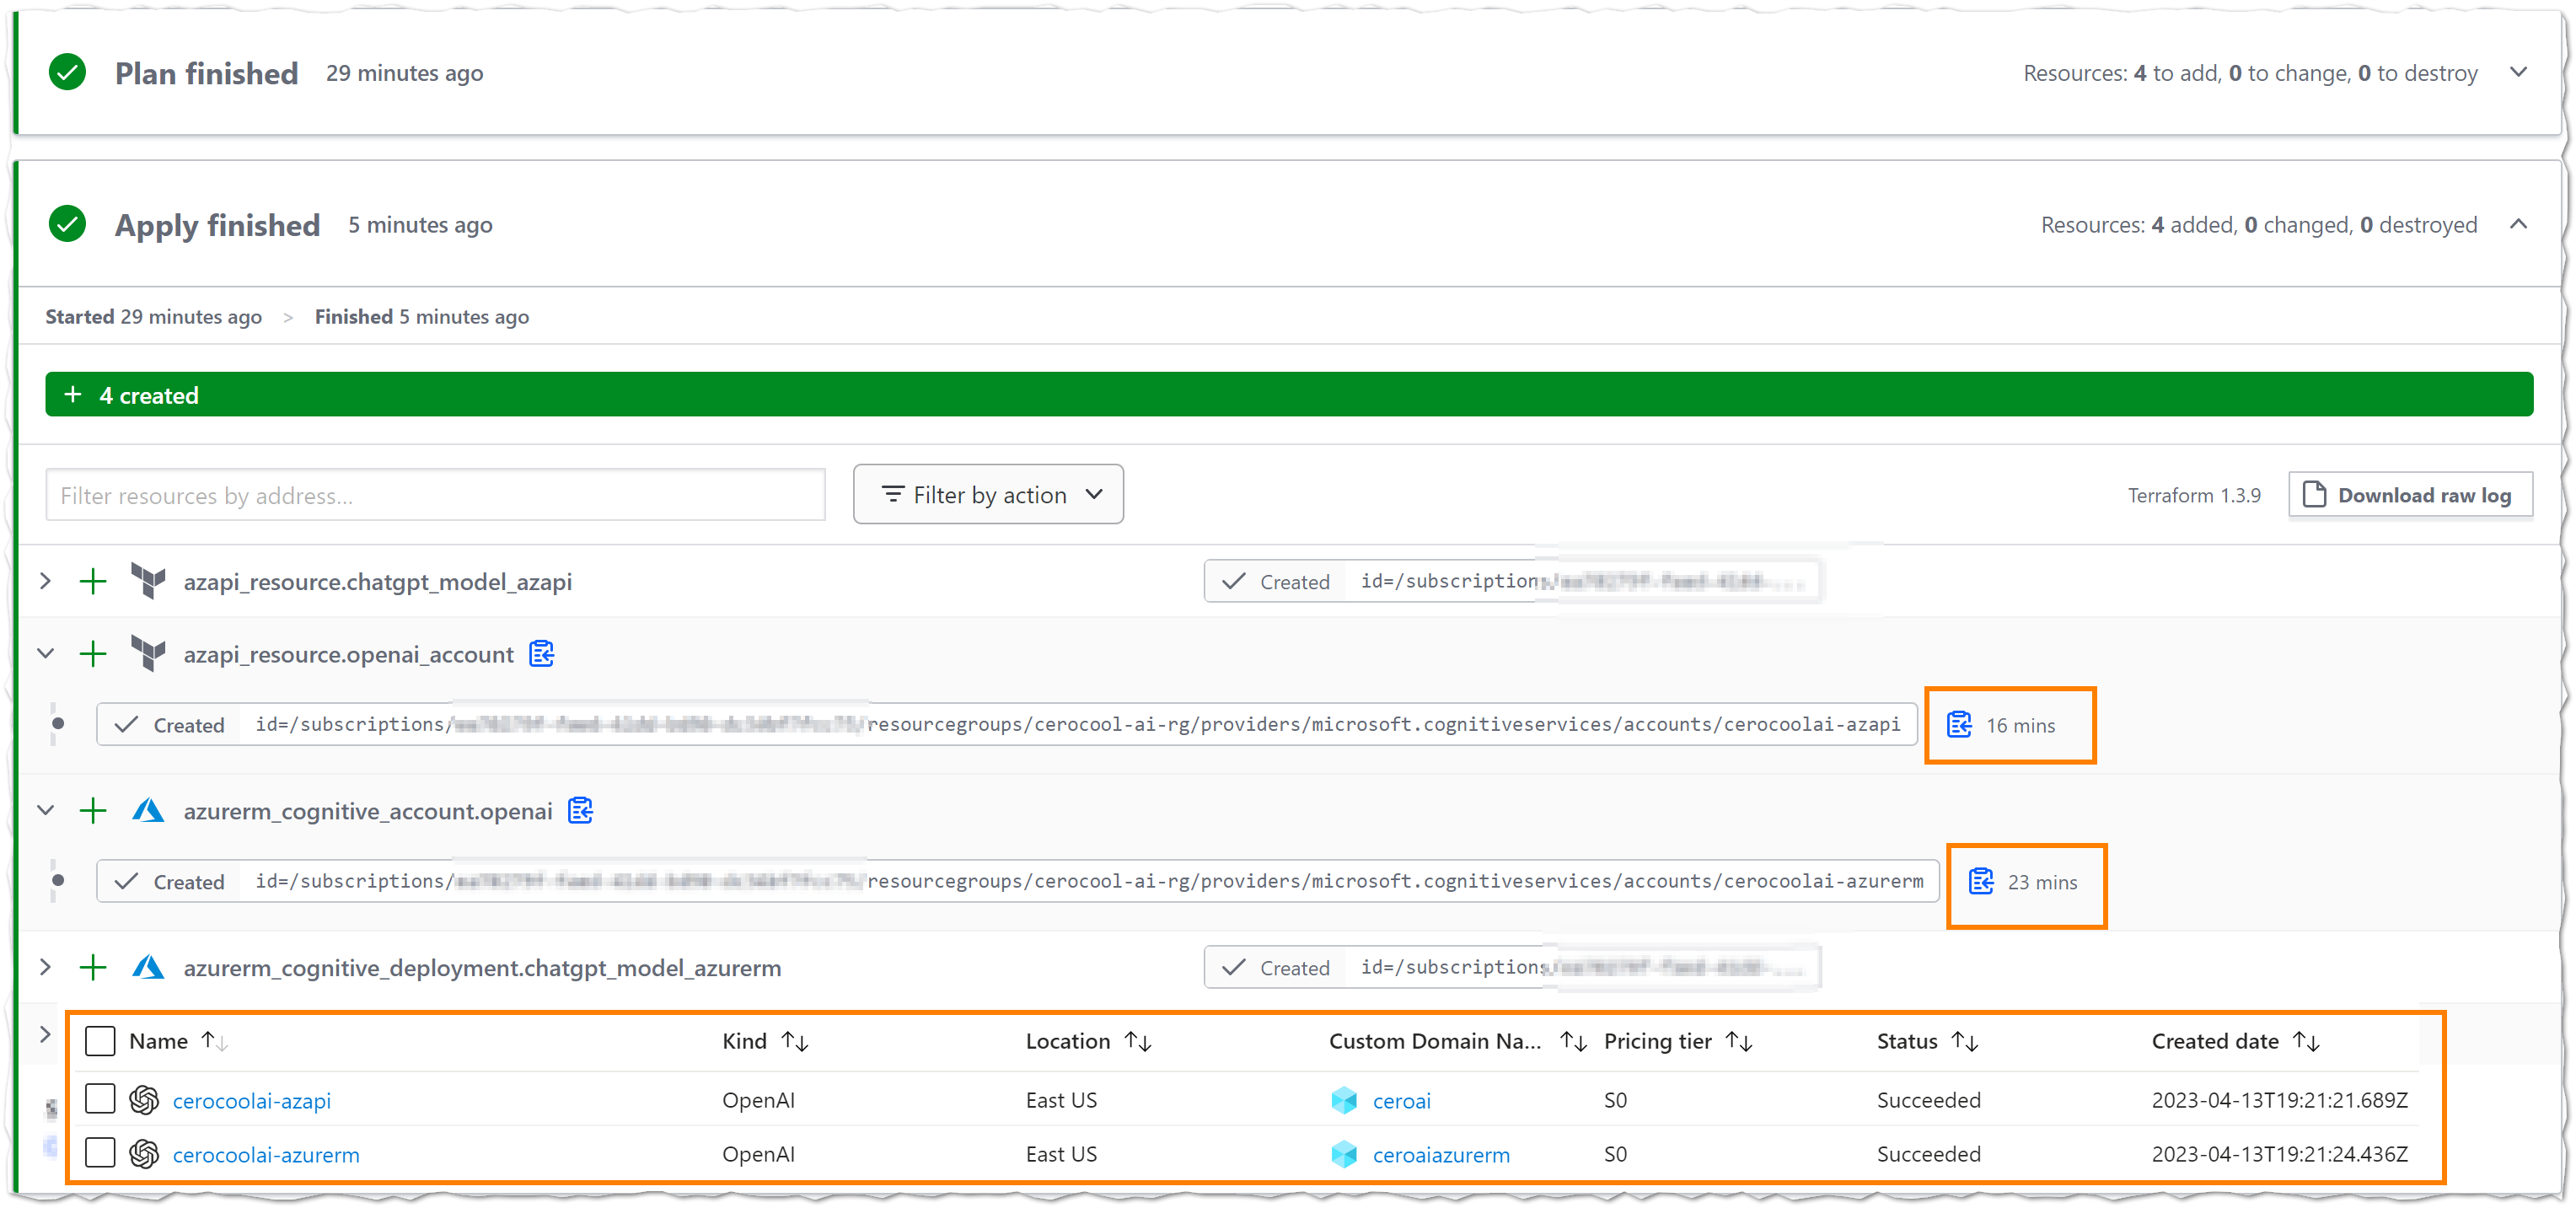 Plan finished 29 minutes ago Resources: 4 to add, 0 to change, 0 to destroy
Apply finished 5 minutes ago Resources: 4 added, 0 changed, 0 destroyed
Started 29 minutes ago > Finished 5 minutes ago
+ 4 created
Filter resources by address... Filter by action Terraform 1.3.9 Download raw log
azapi_resource.chatgpt_model_azapi Created id=/subscriptions/
azapi_resource.openai_account
Created id=/subscriptions/ resourcegroups/cerocool-ai-rg/providers/microsoft.cognitiveservices/accounts/cerocoolai-azapi 16 mins
azurerm_cognitive_account.openai
Created id=/subscriptions/ resourcegroups/cerocool-ai-rg/providers/microsoft.cognitiveservices/accounts/cerocoolai-azurerm 23 mins
azurerm_cognitive_deployment.chatgpt_model_azurerm Created id=/subscriptions
Name Kind Location Custom Domain Na... Pricing tier Status Created date
cerocoolai-azapi OpenAI East US ceroai S0 Succeeded 2023-04-13T19:21:21.689Z
cerocoolai-azurerm OpenAI East US ceroaiazurerm S0 Succeeded 2023-04-13T19:21:24.436Z